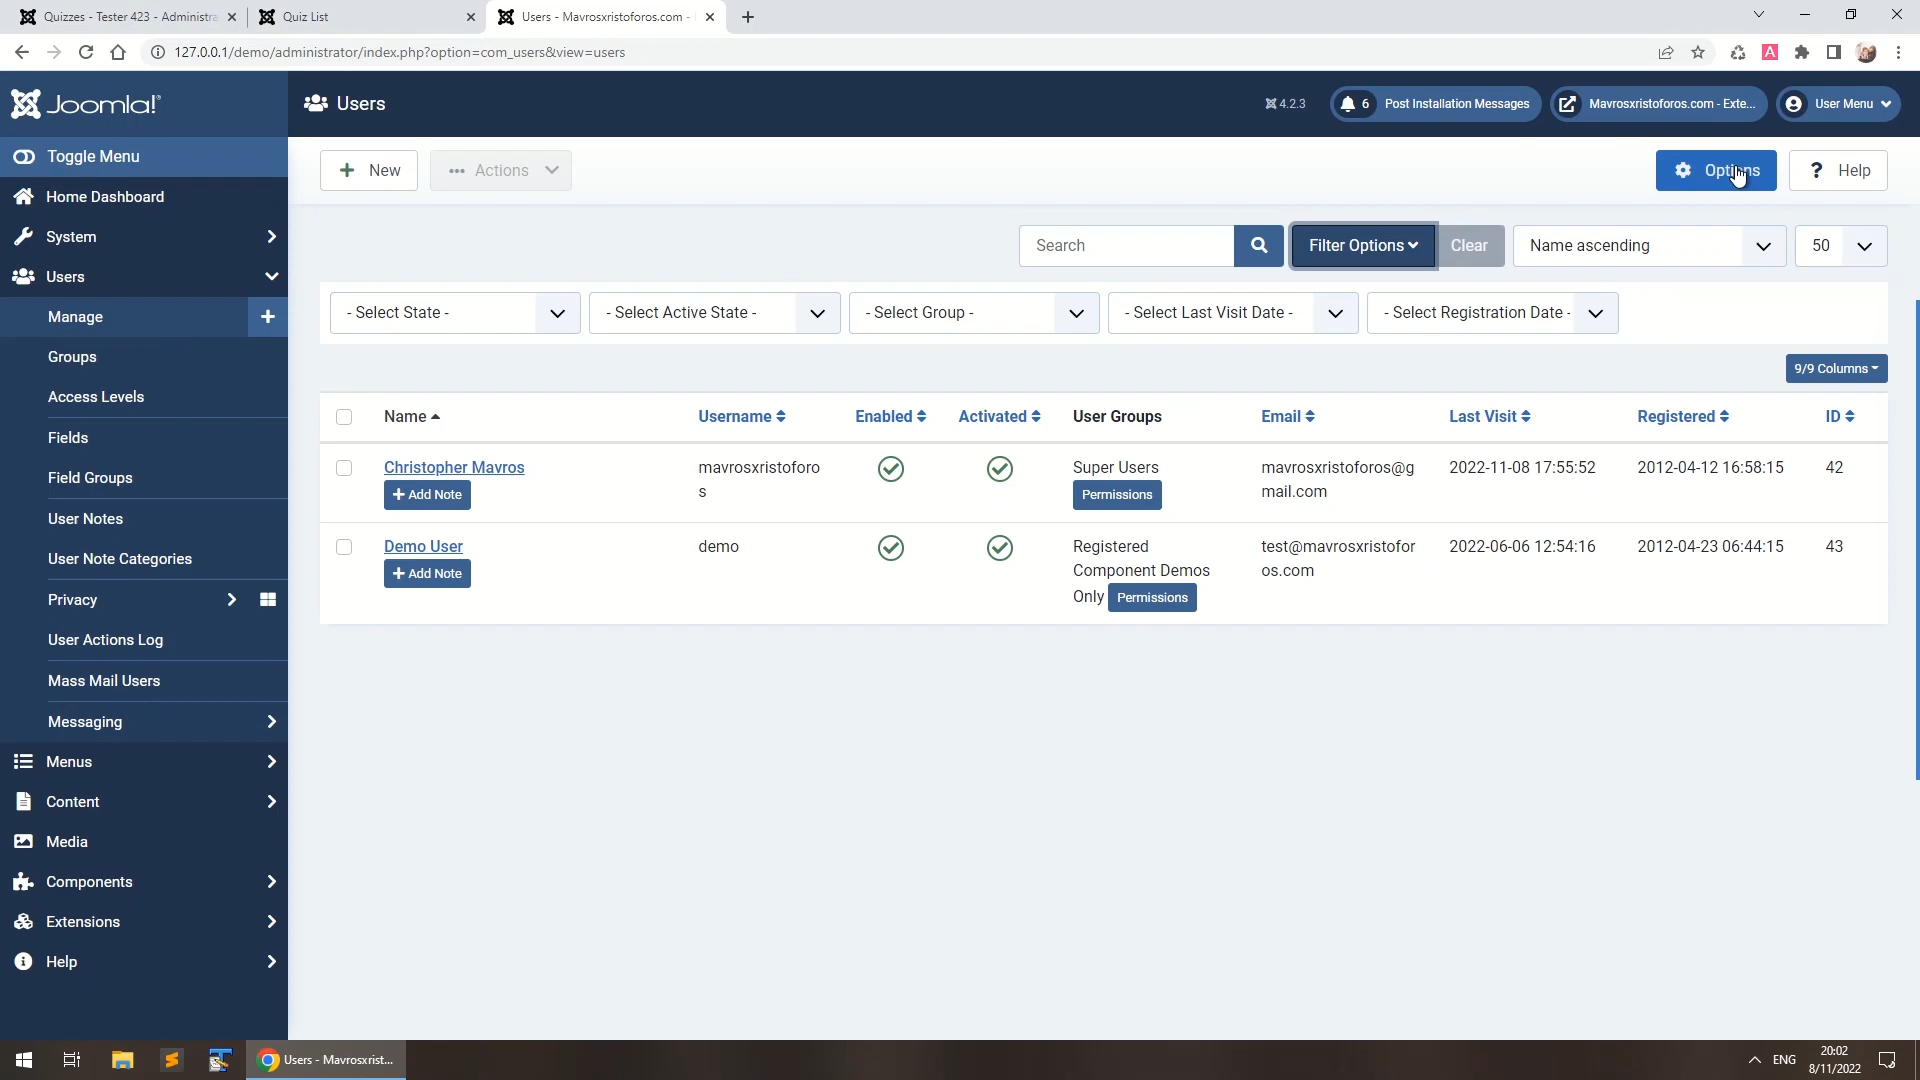 Quizzes - Tester 423 - Administra
Quiz List
Users - Mavrosxristoforos.com -
127.0.0.1/demo/administrator/index.php?option=com_users&view=users
A
Joomla!®
Users
4.2.3
6 Post Installation Messages
Mavrosxristoforos.com - Exte...
User Menu
Toggle Menu
Home Dashboard
System
Users
Manage
Groups
Access Levels
Fields
Field Groups
User Notes
User Note Categories
Privacy
User Actions Log
Mass Mail Users
Messaging
Menus
Content
Media
Components
Extensions
Help
New
Actions
Options
Help
Search
Filter Options
Clear
Name ascending
50
- Select State -
- Select Active State -
- Select Group -
- Select Last Visit Date -
- Select Registration Date -
9/9 Columns
Name Username Enabled Activated User Groups Email Last Visit Registered ID
Christopher Mavros
+ Add Note
mavrosxristoforo
s
Super Users
Permissions
mavrosxristoforos@g
mail.com
2022-11-08 17:55:52
2012-04-12 16:58:15
42
Demo User
+ Add Note
demo
Registered
Component Demos
Only Permissions
test@mavrosxristofor
os.com
2022-06-06 12:54:16
2012-04-23 06:44:15
43
Users - Mavrosxrist...
ENG
20:02
8/11/2022